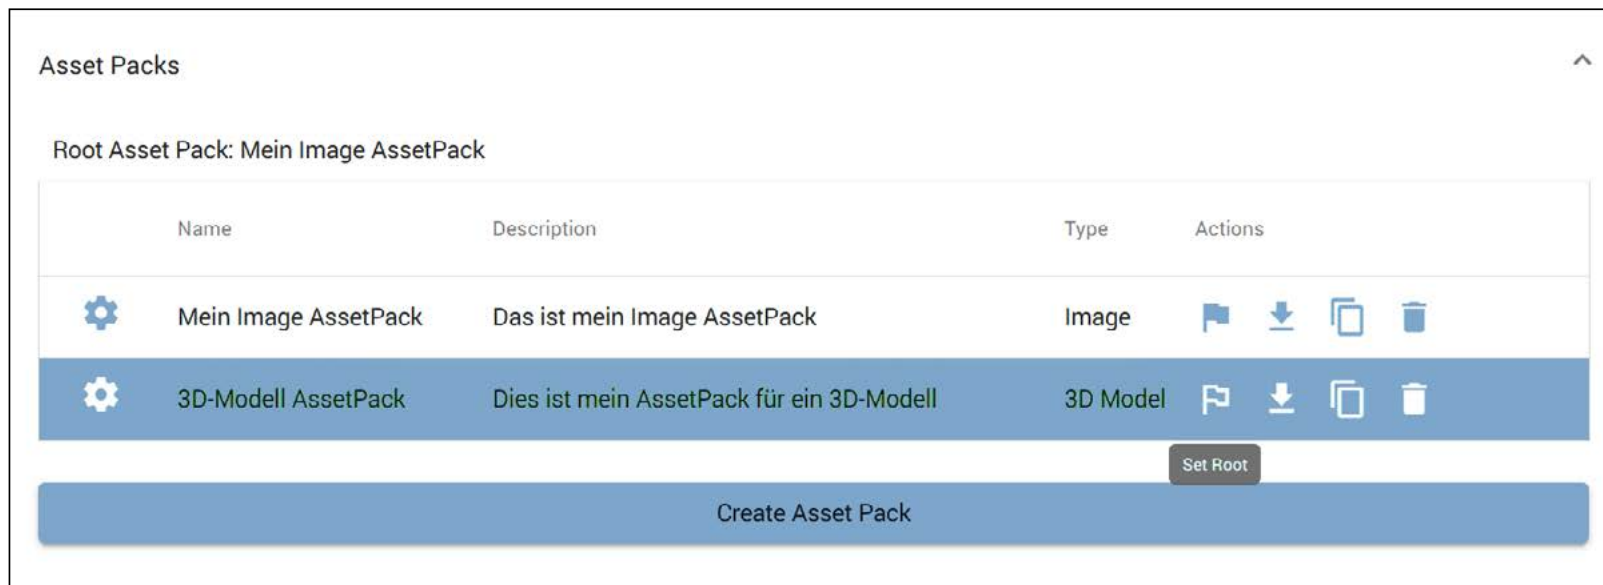 Asset Packs
Root Asset Pack: Mein Image AssetPack
Name Description Type Actions
Mein Image AssetPack Das ist mein Image AssetPack Image
3D-Modell AssetPack Dies ist mein AssetPack für ein 3D-Modell 3D Model
Set Root
Create Asset Pack